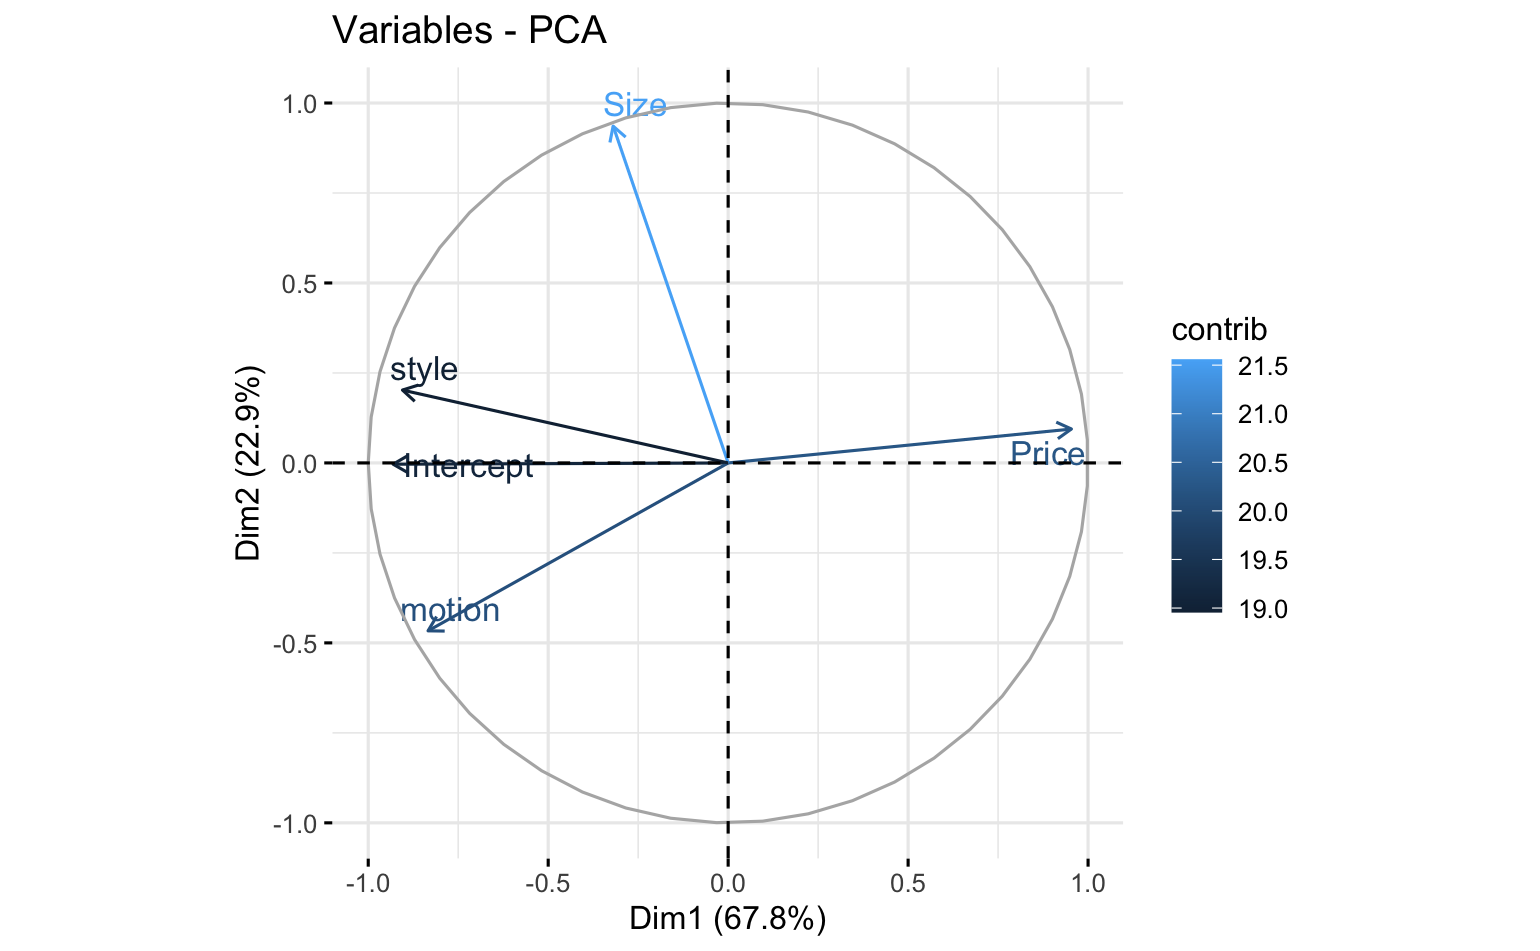 Variables - PCA
1.0
0.5
0.0
-0.5
-1.0
Dim2 (22.9%)
Size
style
Intercept
motion
Price
-1.0
-0.5
0.0
0.5
1.0
Dim1 (67.8%)
contrib
21.5
21.0
20.5
20.0
19.5
19.0